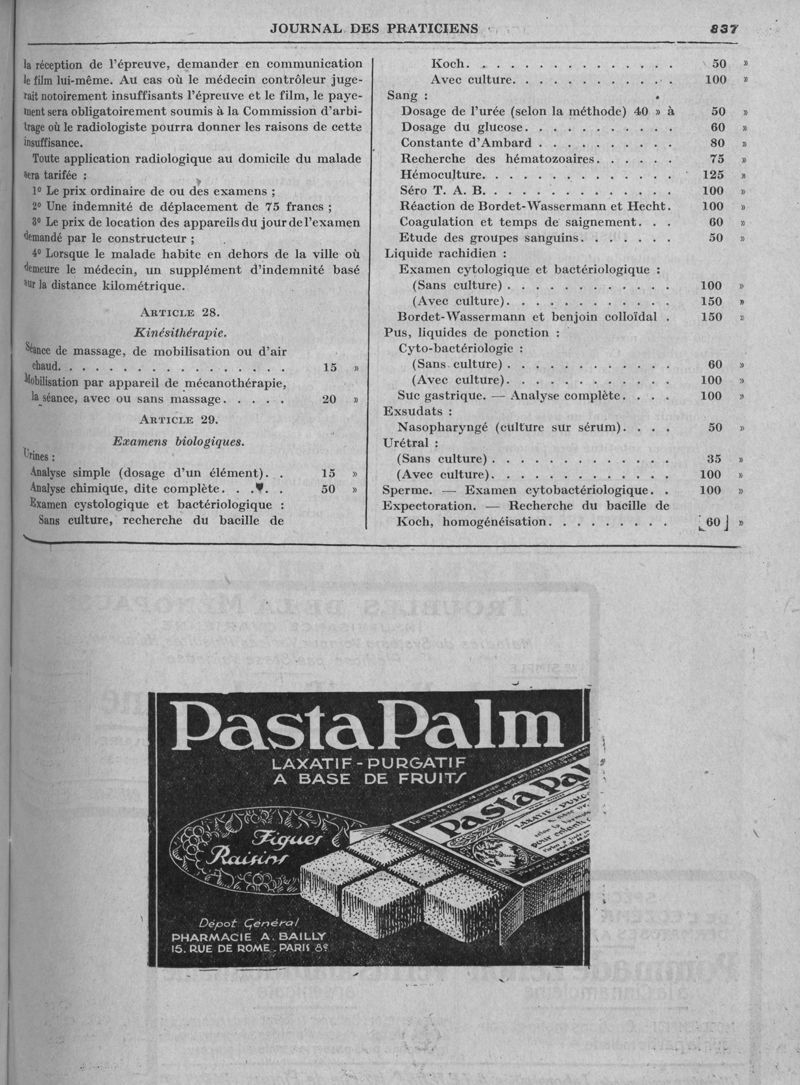 JOURNAL DES PRATICIENS
837
la réception de l'épreuve, demander en communication
le film lui-même. Au cas où le médecin contrôleur juge-
rait notoirement insuffisants l'épreuve et le film, le paye-
ment sera obligatoirement soumis à la Commission d'arbi-
trage où le radiologiste pourra donner les raisons de cette
insuffisance.
Toute application radiologique au domicile du malade
sera tarifée :
1º Le prix ordinaire de ou des examens ;
2º Une indemnité de déplacement de 75 francs ;
3º Le prix de location des appareils du jour de l'examen
demandé par le constructeur ;
4º Lorsque le malade habite en dehors de la ville où
demeure le médecin, un supplément d'indemnité basé
sur la distance kilométrique.
ARTICLE 28.
Kinésithérapie.
Séance de massage, de mobilisation ou d'air
chaud. . . . . . . . . . . . . . . . 15 »
Mobilisation par appareil de mécanothérapie,
la séance, avec ou sans massage. . . . . 20 »
ARTICLE 29.
Examens biologiques.
Urines :
Analyse simple (dosage d'un élément). . 15 »
Analyse chimique, dite complète. . . . . 50 »
Examen cystologique et bactériologique :
Sans culture, recherche du bacille de
Koch. . . . . . . . . . . . . . . 50 »
Avec culture. . . . . . . . . . . . 100 »
Sang :
Dosage de l'urée (selon la méthode) 40 » à 50 »
Dosage du glucose. . . . . . . . . . . 60 »
Constante d'Ambard . . . . . . . . . . 80 »
Recherche des hématozoaires. . . . . . 75 »
Hémoculture. . . . . . . . . . . . . . 125 »
Séro T. A. B. . . . . . . . . . . . . . 100 »
Réaction de Bordet-Wassermann et Hecht. 100 »
Coagulation et temps de saignement. . . 60 »
Etude des groupes sanguins. . . . . . . 50 »
Liquide rachidien :
Examen cytologique et bactériologique :
(Sans culture) . . . . . . . . . . . . 100 »
(Avec culture). . . . . . . . . . . . 150 »
Bordet-Wassermann et benjoin colloïdal . 150 »
Pus, liquides de ponction :
Cyto-bactériologie :
(Sans culture) . . . . . . . . . . . . 60 »
(Avec culture). . . . . . . . . . . . 100 »
Suc gastrique. — Analyse complète. . . . 100 »
Exsudats :
Nasopharyngé (culture sur sérum). . . . 50 »
Urétral :
(Sans culture) . . . . . . . . . . . . . 35 »
(Avec culture). . . . . . . . . . . . . 100 »
Sperme. — Examen cytobactériologique. . 100 »
Expectoration. — Recherche du bacille de
Koch, homogénéisation. . . . . . . . . 60 »
PastaPalm
LAXATIF - PURGATIF
A BASE DE FRUITS
Figues
Raisins
Pasta Pal
LAXATIF - PURG
Dépot Général
PHARMACIE A. BAILLY
15. RUE DE ROME. PARIS 8e